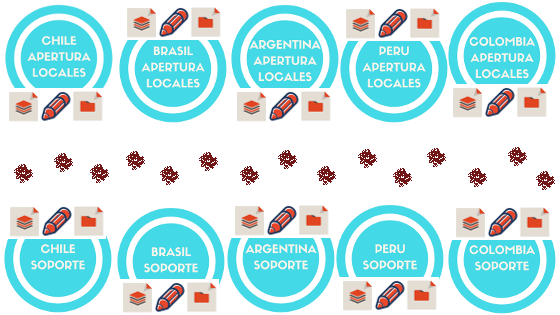 CHILE
APERTURA
LOCALES
BRASIL
APERTURA
LOCALES
ARGENTINA
APERTURA
LOCALES
PERU
APERTURA
LOCALES
COLOMBIA
APERTURA
LOCALES
CHILE
SOPORTE
BRASIL
SOPORTE
ARGENTINA
SOPORTE
PERU
SOPORTE
COLOMBIA
SOPORTE